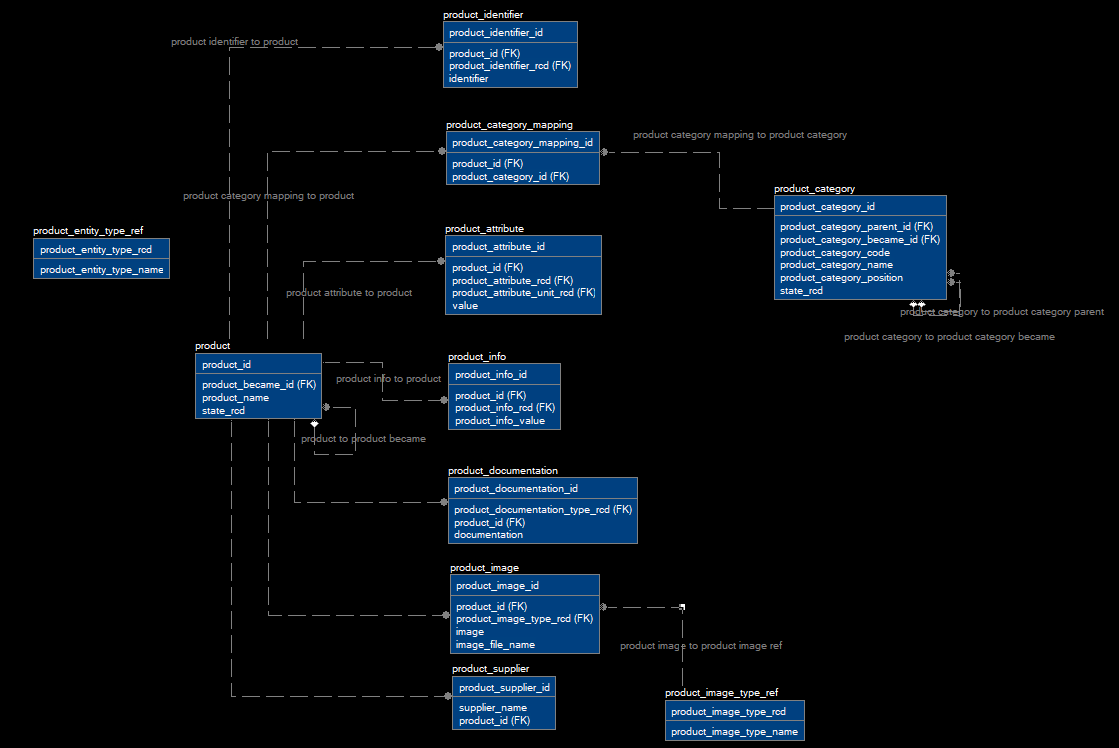 product_identifier
product_identifier_id
product_id (FK)
product_identifier_rcd (FK)
identifier
product identifier to product
product_category_mapping
product_category_mapping_id
product_id (FK)
product_category_id (FK)
product category mapping to product category
product category mapping to product
product_category
product_category_id
product_category_parent_id (FK)
product_category_became_id (FK)
product_category_code
product_category_name
product_category_position
state_rcd
product category to product category parent
product category to product category became
product_entity_type_ref
product_entity_type_rcd
product_entity_type_name
product_attribute
product_attribute_id
product_id (FK)
product_attribute_rcd (FK)
product_attribute_unit_rcd (FK)
value
product attribute to product
product
product_id
product_became_id (FK)
product_name
state_rcd
product info to product
product to product became
product_info
product_info_id
product_id (FK)
product_info_rcd (FK)
product_info_value
product_documentation
product_documentation_id
product_documentation_type_rcd (FK)
product_id (FK)
documentation
product_image
product_image_id
product_id (FK)
product_image_type_rcd (FK)
image
image_file_name
product image to product image ref
product_supplier
product_supplier_id
supplier_name
product_id (FK)
product_image_type_ref
product_image_type_rcd
product_image_type_name